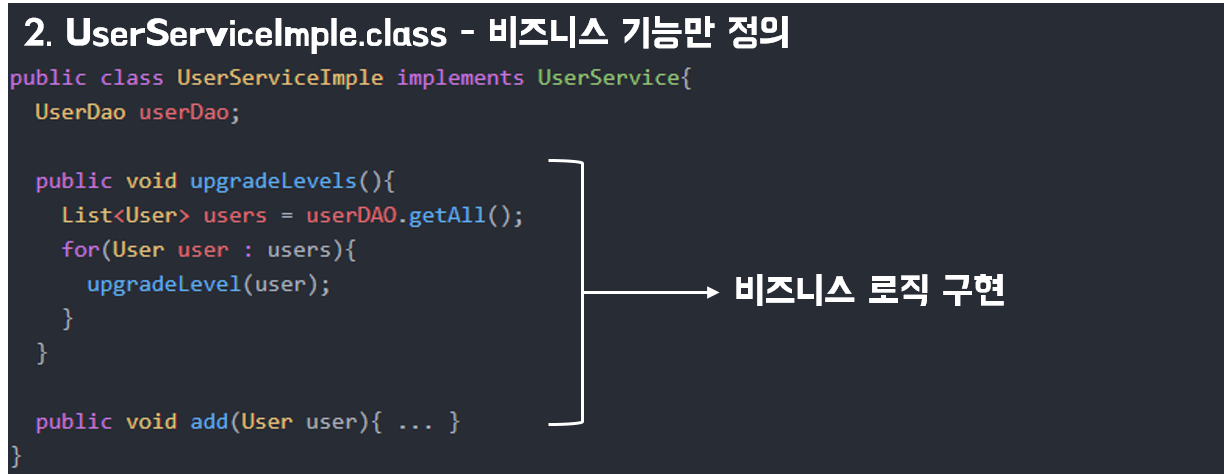 2. UserServiceImple.class - 비즈니스 기능만 정의
public class UserServiceImple implements UserService{
UserDao userDao;
public void upgradeLevels(){
List<User> users = userDAO.getAll();
for(User user : users){
upgradeLevel(user);
}
}
비즈니스 로직 구현
public void add(User user){ ... }
}